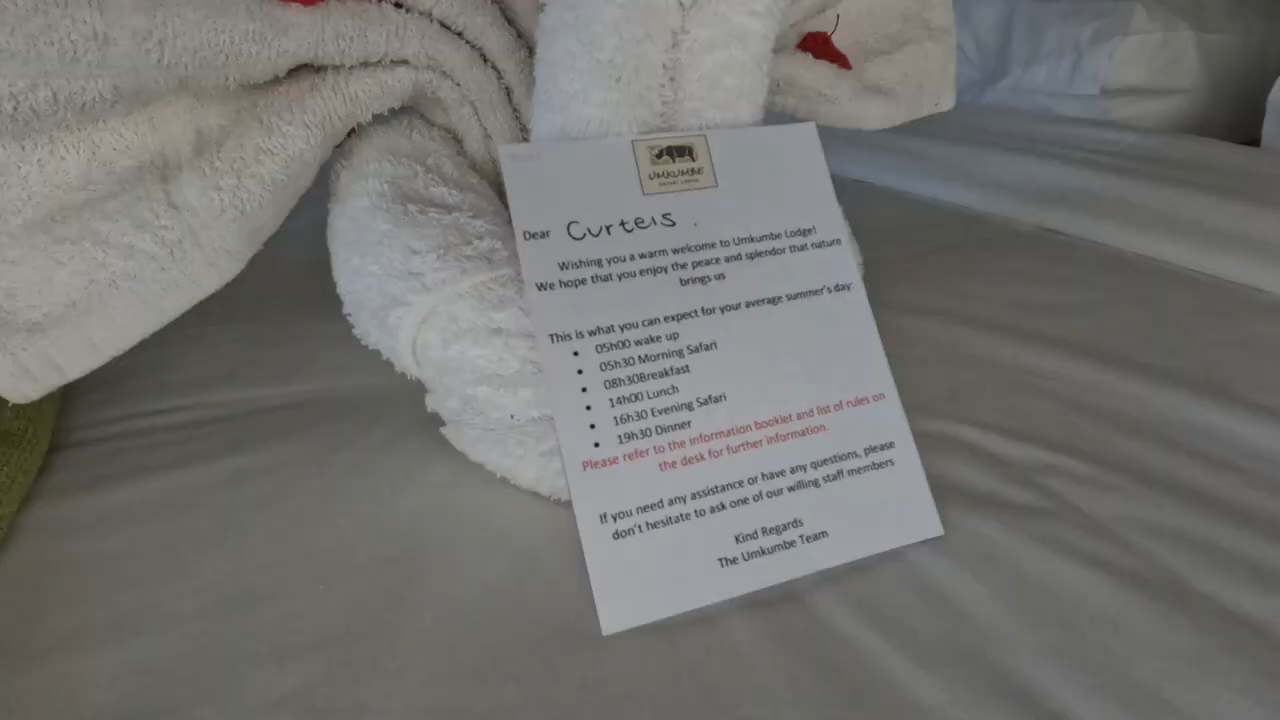 UMKUMBE
SAFARI LODGE
Dear Curteis .
Wishing you a warm welcome to Umkumbe Lodge!
We hope that you enjoy the peace and splendor that nature
brings us
This is what you can expect for your average summer's day:
• 05h00 wake up
• 05h30 Morning Safari
• 08h30Breakfast
• 14h00 Lunch
• 16h30 Evening Safari
• 19h30 Dinner
Please refer to the information booklet and list of rules on
the desk for further information.
If you need any assistance or have any questions, please
don't hesitate to ask one of our willing staff members
Kind Regards
The Umkumbe Team